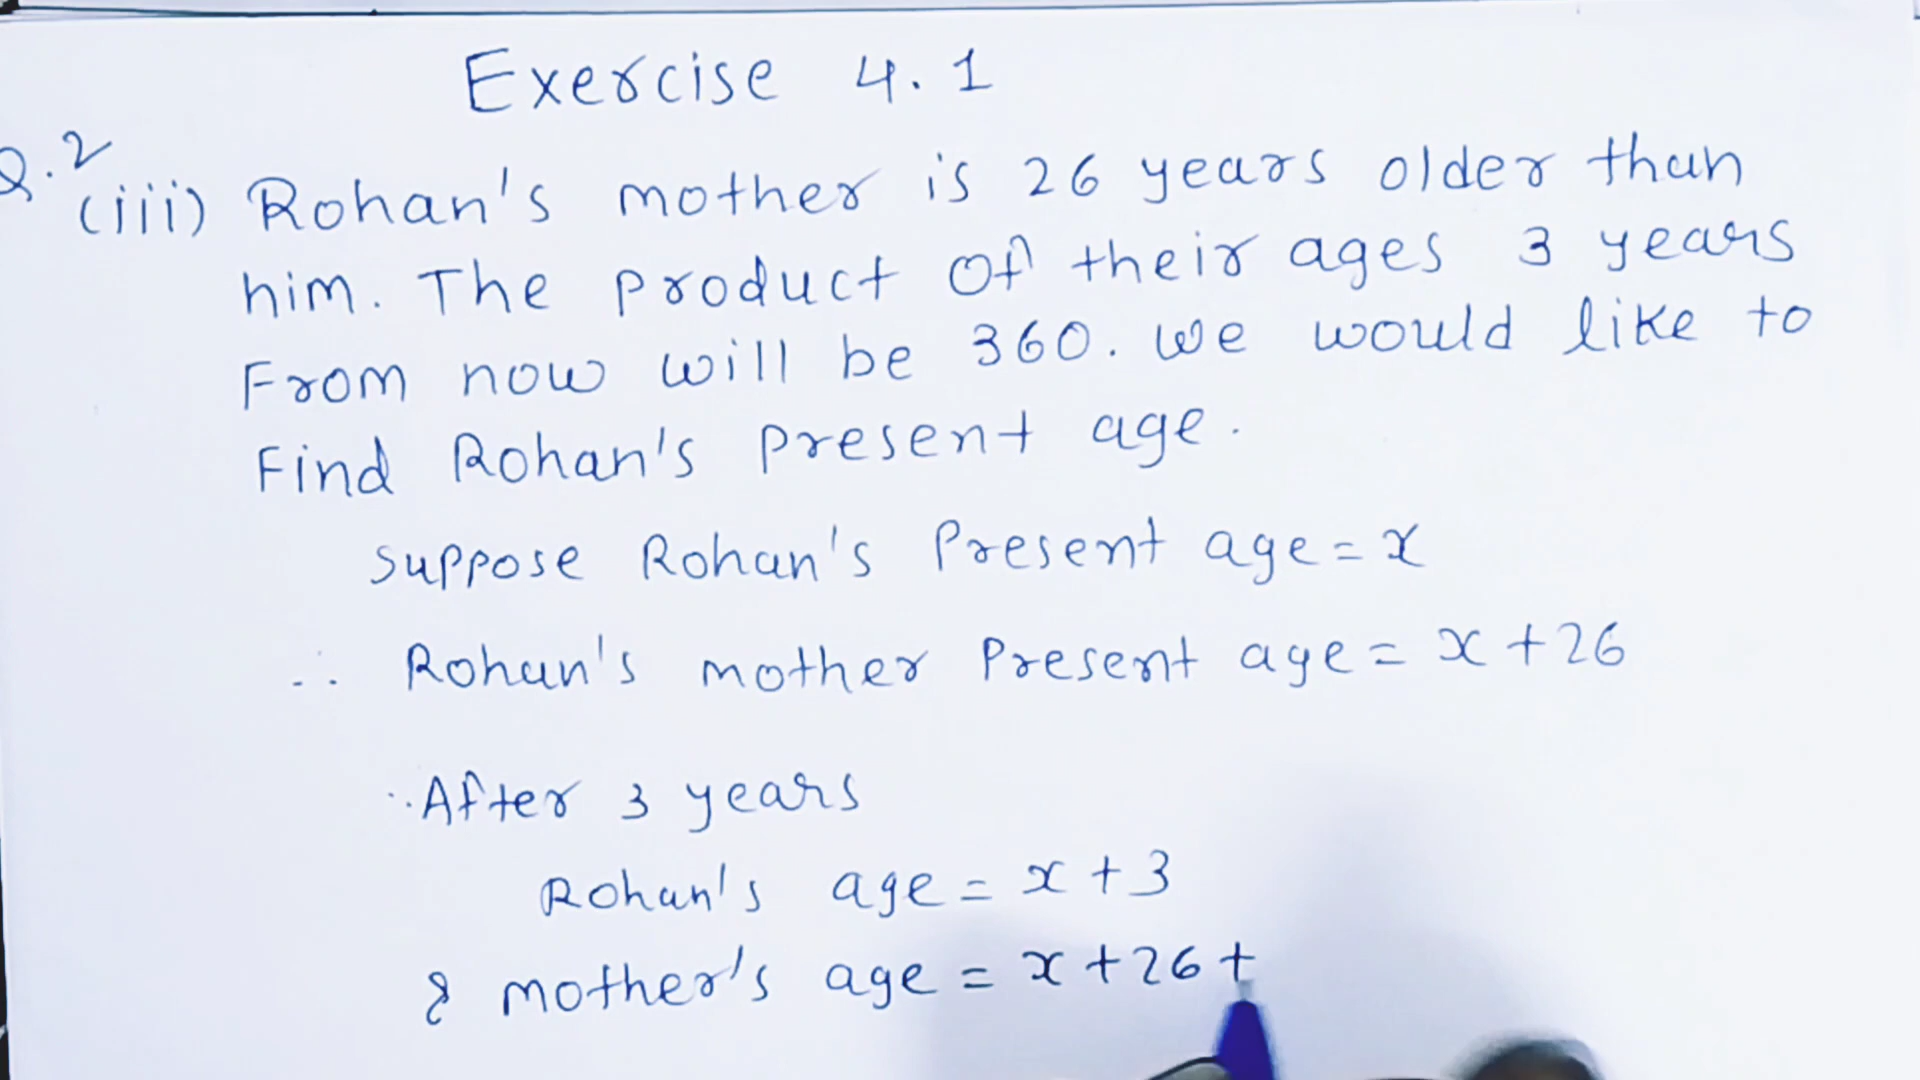 Exercise 4.1
Q.2
(iii) Rohan's mother is 26 years older than
him. The product of their ages 3 years
From now will be 360. we would like to
Find Rohan's present age.
suppose Rohan's Present age = x
∴ Rohan's mother Present age = x + 26
∴ After 3 years
Rohan's age = x + 3
& mother's age = x + 26 +